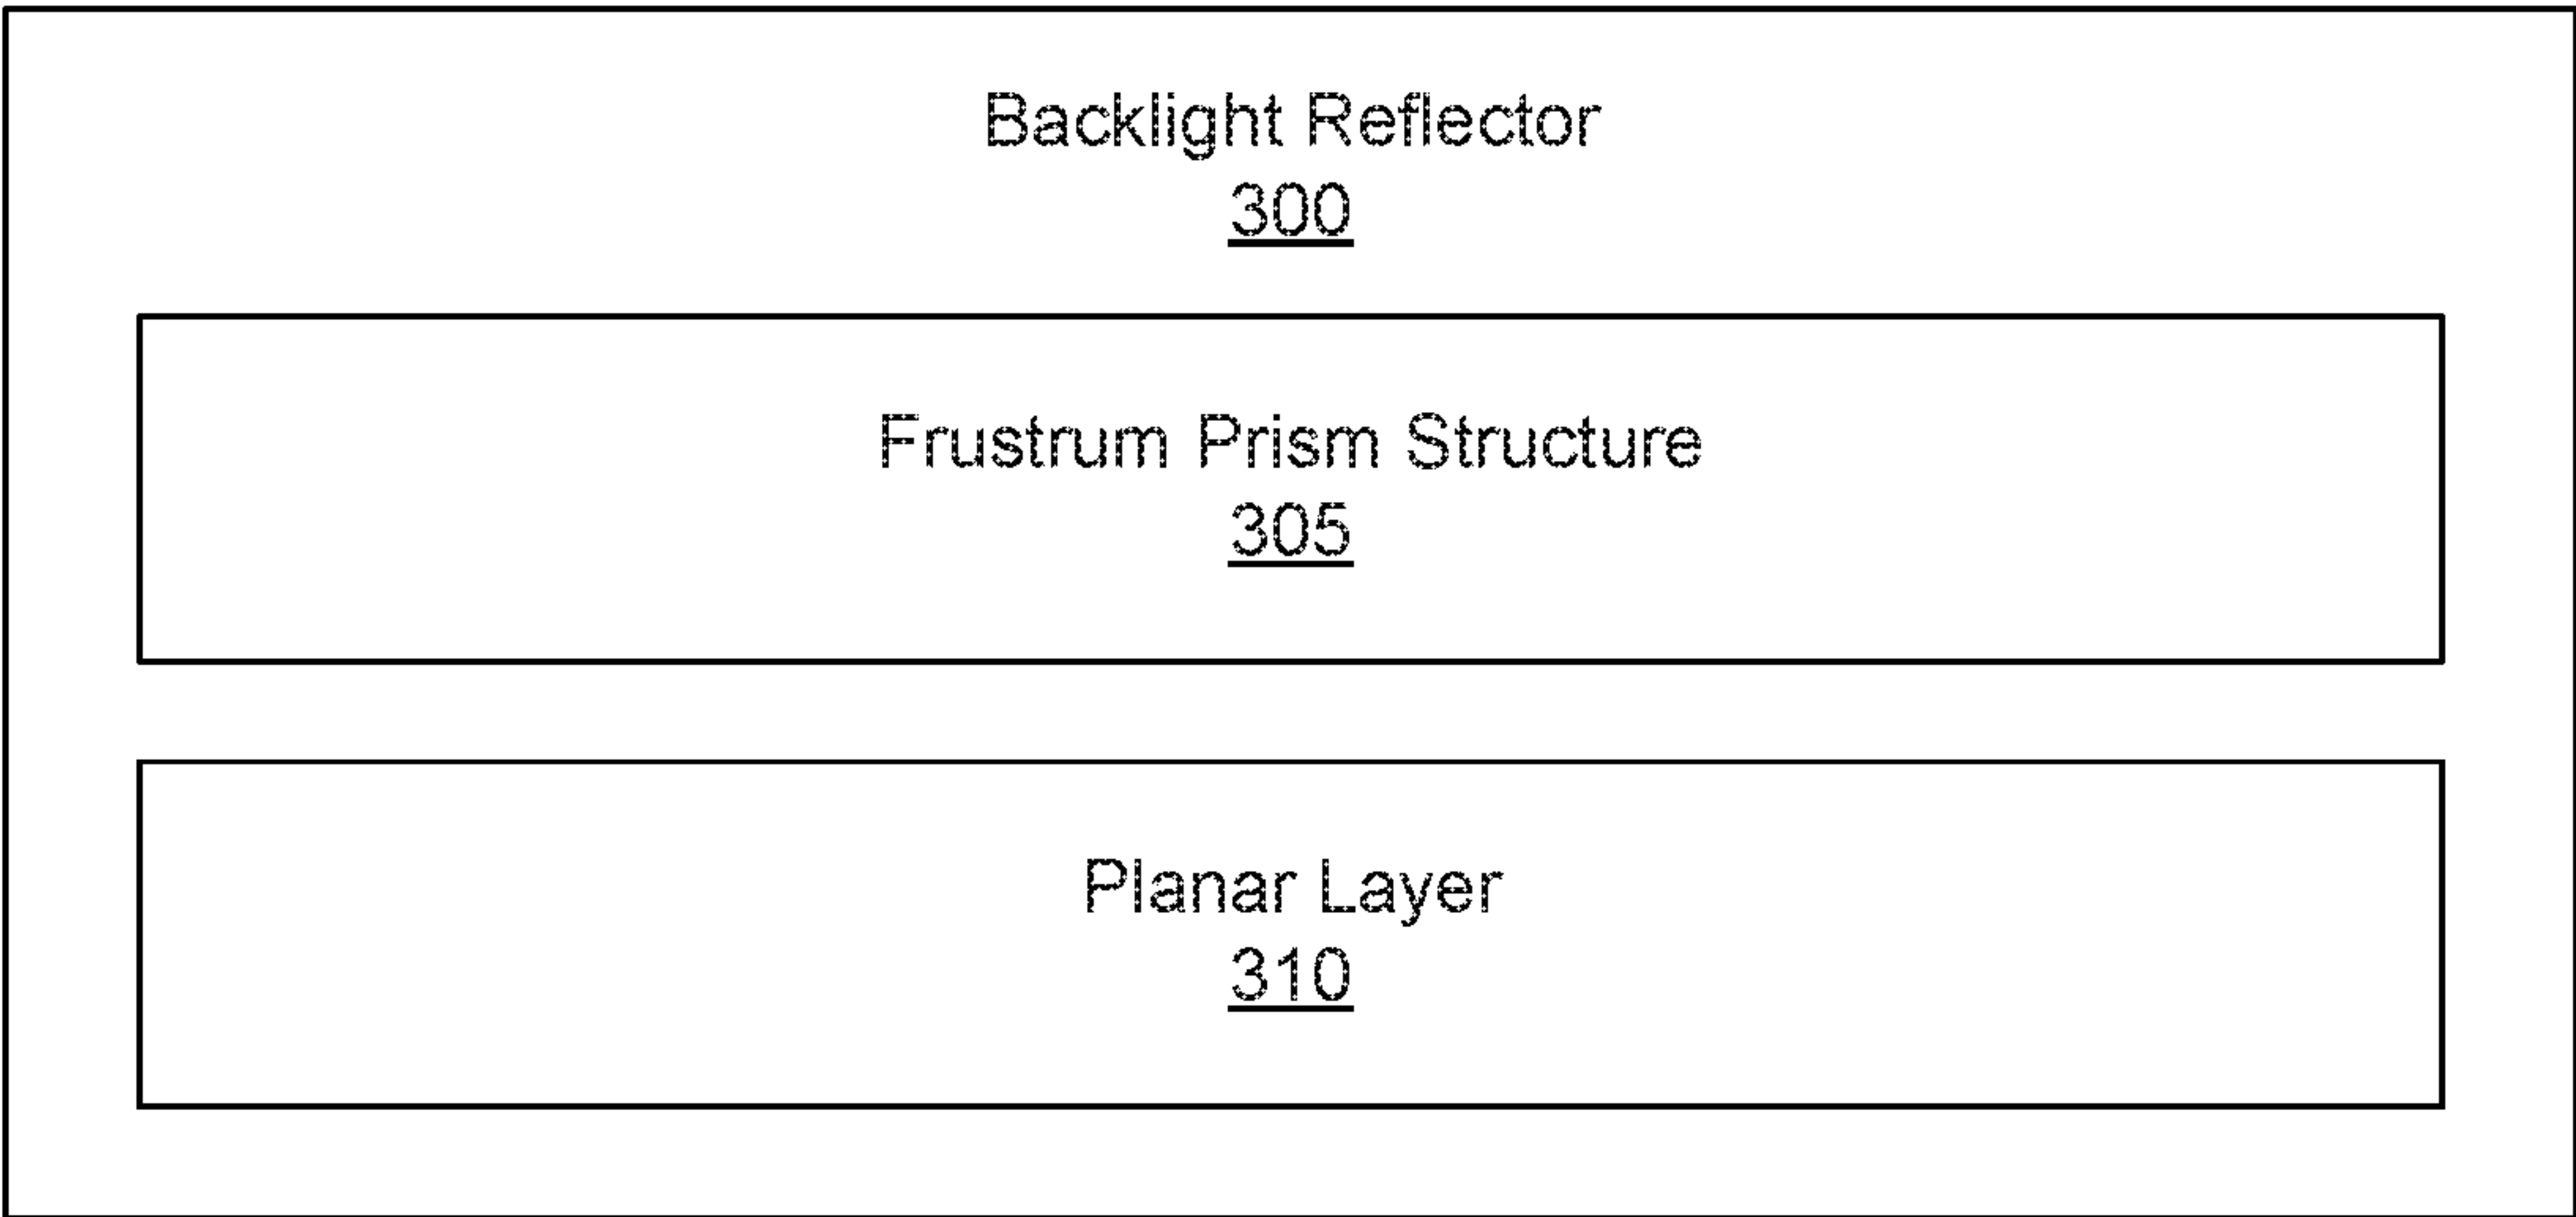 Backlight Reflector
300
Frustrum Prism Structure
305
Planar Layer
310